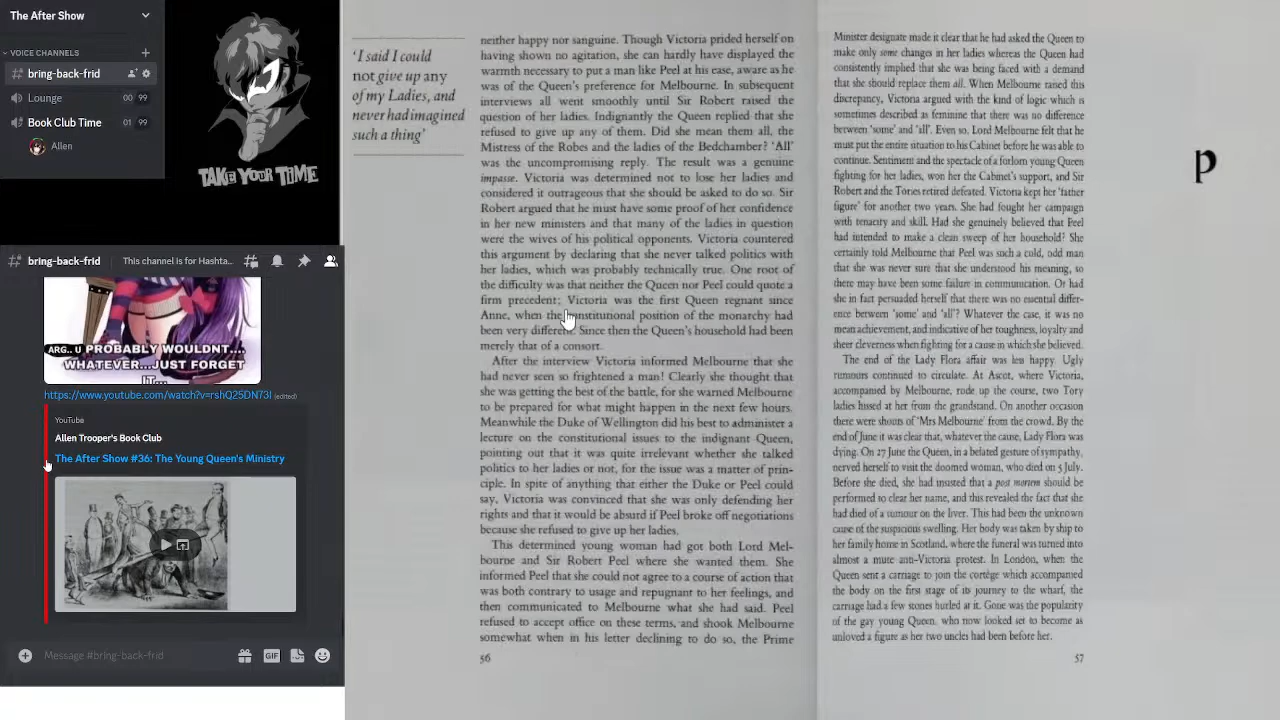 The After Show
VOICE CHANNELS
# bring-back-frid
Lounge 00 99
Book Club Time 01 99
Allen
TAKE YOUR TIME
# bring-back-frid This channel is for Hashta...
ARG.. U PROBABLY WOULDNT....
WHATEVER...JUST FORGET
IT...
https://www.youtube.com/watch?v=rshQ25DN73I (edited)
YouTube
Allen Trooper's Book Club
The After Show #36: The Young Queen's Ministry
Message #bring-back-frid
GIF
'I said I could
not give up any
of my Ladies, and
never had imagined
such a thing'
neither happy nor sanguine. Though Victoria prided herself on
having shown no agitation, she can hardly have displayed the
warmth necessary to put a man like Peel at his ease, aware as he
was of the Queen's preference for Melbourne. In subsequent
interviews all went smoothly until Sir Robert raised the
question of her ladies. Indignantly the Queen replied that she
refused to give up any of them. Did she mean them all, the
Mistress of the Robes and the ladies of the Bedchamber? 'All'
was the uncompromising reply. The result was a genuine
impasse. Victoria was determined not to lose her ladies and
considered it outrageous that she should be asked to do so. Sir
Robert argued that he must have some proof of her confidence
in her new ministers and that many of the ladies in question
were the wives of his political opponents. Victoria countered
this argument by declaring that she never talked politics with
her ladies, which was probably technically true. One root of
the difficulty was that neither the Queen nor Peel could quote a
firm precedent; Victoria was the first Queen regnant since
Anne, when the constitutional position of the monarchy had
been very different. Since then the Queen's household had been
merely that of a consort.
After the interview Victoria informed Melbourne that she
had never seen so frightened a man! Clearly she thought that
she was getting the best of the battle, for she warned Melbourne
to be prepared for what might happen in the next few hours.
Meanwhile the Duke of Wellington did his best to administer a
lecture on the constitutional issues to the indignant Queen,
pointing out that it was quite irrelevant whether she talked
politics to her ladies or not, for the issue was a matter of prin-
ciple. In spite of anything that either the Duke or Peel could
say, Victoria was convinced that she was only defending her
rights and that it would be absurd if Peel broke off negotiations
because she refused to give up her ladies.
This determined young woman had got both Lord Mel-
bourne and Sir Robert Peel where she wanted them. She
informed Peel that she could not agree to a course of action that
was both contrary to usage and repugnant to her feelings, and
then communicated to Melbourne what she had said. Peel
refused to accept office on these terms, and shook Melbourne
somewhat when in his letter declining to do so, the Prime
56
Minister designate made it clear that he had asked the Queen to
make only some changes in her ladies whereas the Queen had
consistently implied that she was being faced with a demand
that she should replace them all. When Melbourne raised this
discrepancy, Victoria argued with the kind of logic which is
sometimes described as feminine that there was no difference
between 'some' and 'all'. Even so, Lord Melbourne felt that he
must put the entire situation to his Cabinet before he was able to
continue. Sentiment and the spectacle of a forlorn young Queen
fighting for her ladies, won her the Cabinet's support, and Sir
Robert and the Tories retired defeated. Victoria kept her 'father
figure' for another two years. She had fought her campaign
with tenacity and skill. Had she genuinely believed that Peel
had intended to make a clean sweep of her household? She
certainly told Melbourne that Peel was such a cold, odd man
that she was never sure that she understood his meaning, so
there may have been some failure in communication. Or had
she in fact persuaded herself that there was no essential differ-
ence between 'some' and 'all'? Whatever the case, it was no
mean achievement, and indicative of her toughness, loyalty and
sheer cleverness when fighting for a cause in which she believed.
The end of the Lady Flora affair was less happy. Ugly
rumours continued to circulate. At Ascot, where Victoria,
accompanied by Melbourne, rode up the course, two Tory
ladies hissed at her from the grandstand. On another occasion
there were shouts of 'Mrs Melbourne' from the crowd. By the
end of June it was clear that, whatever the cause, Lady Flora was
dying. On 27 June the Queen, in a belated gesture of sympathy,
nerved herself to visit the doomed woman, who died on 5 July.
Before she died, she had insisted that a post mortem should be
performed to clear her name, and this revealed the fact that she
had died of a tumour on the liver. This had been the unknown
cause of the suspicious swelling. Her body was taken by ship to
her family home in Scotland, where the funeral was turned into
almost a mute anti-Victoria protest. In London, when the
Queen sent a carriage to join the cortège which accompanied
the body on the first stage of its journey to the wharf, the
carriage had a few stones hurled at it. Gone was the popularity
of the gay young Queen, who now looked set to become as
unloved a figure as her two uncles had been before her.
57
p